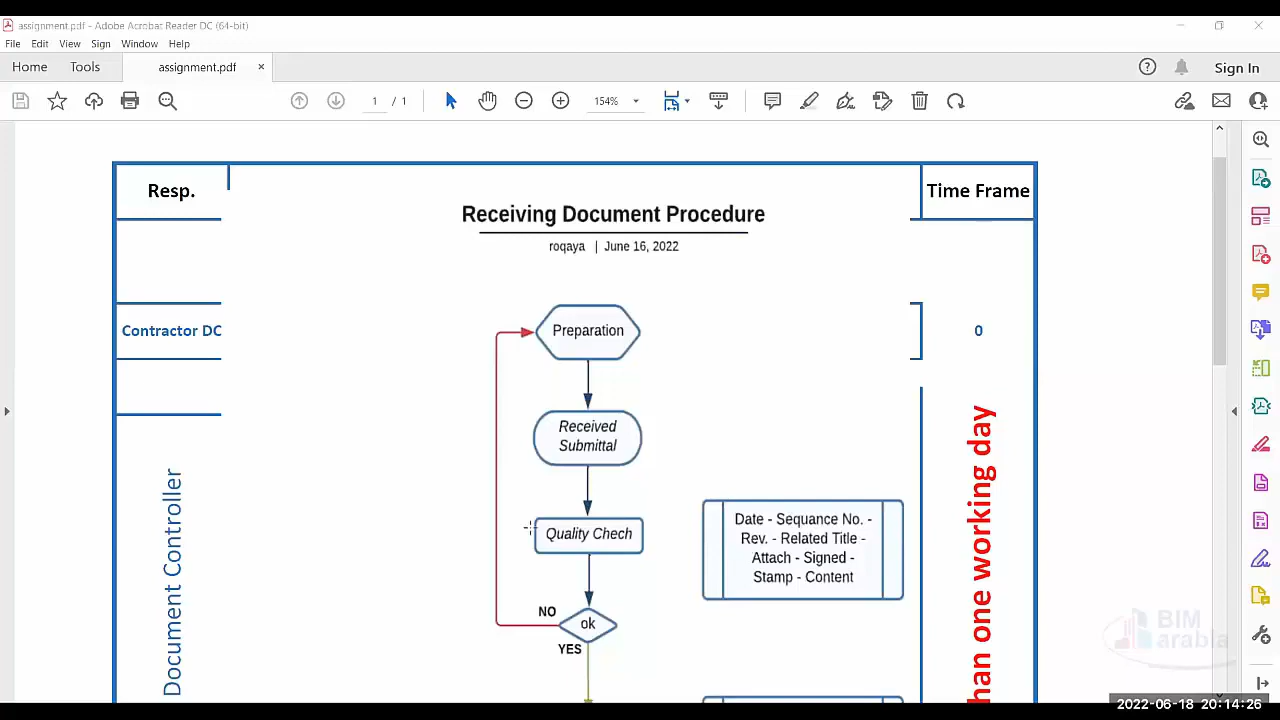 assignment.pdf - Adobe Acrobat Reader DC (64-bit)
File Edit View Sign Window Help
Home Tools assignment.pdf × Sign In
1 / 1 154%
Resp. Time Frame
Receiving Document Procedure
roqaya | June 16, 2022
Contractor DC Preparation 0
Received
Submittal
Quality Chech
Date - Sequance No. -
Rev. - Related Title -
Attach - Signed -
Stamp - Content
NO
ok
YES
Document Controller
han one working day
BIM
arabia
2022-06-18 20:14:26